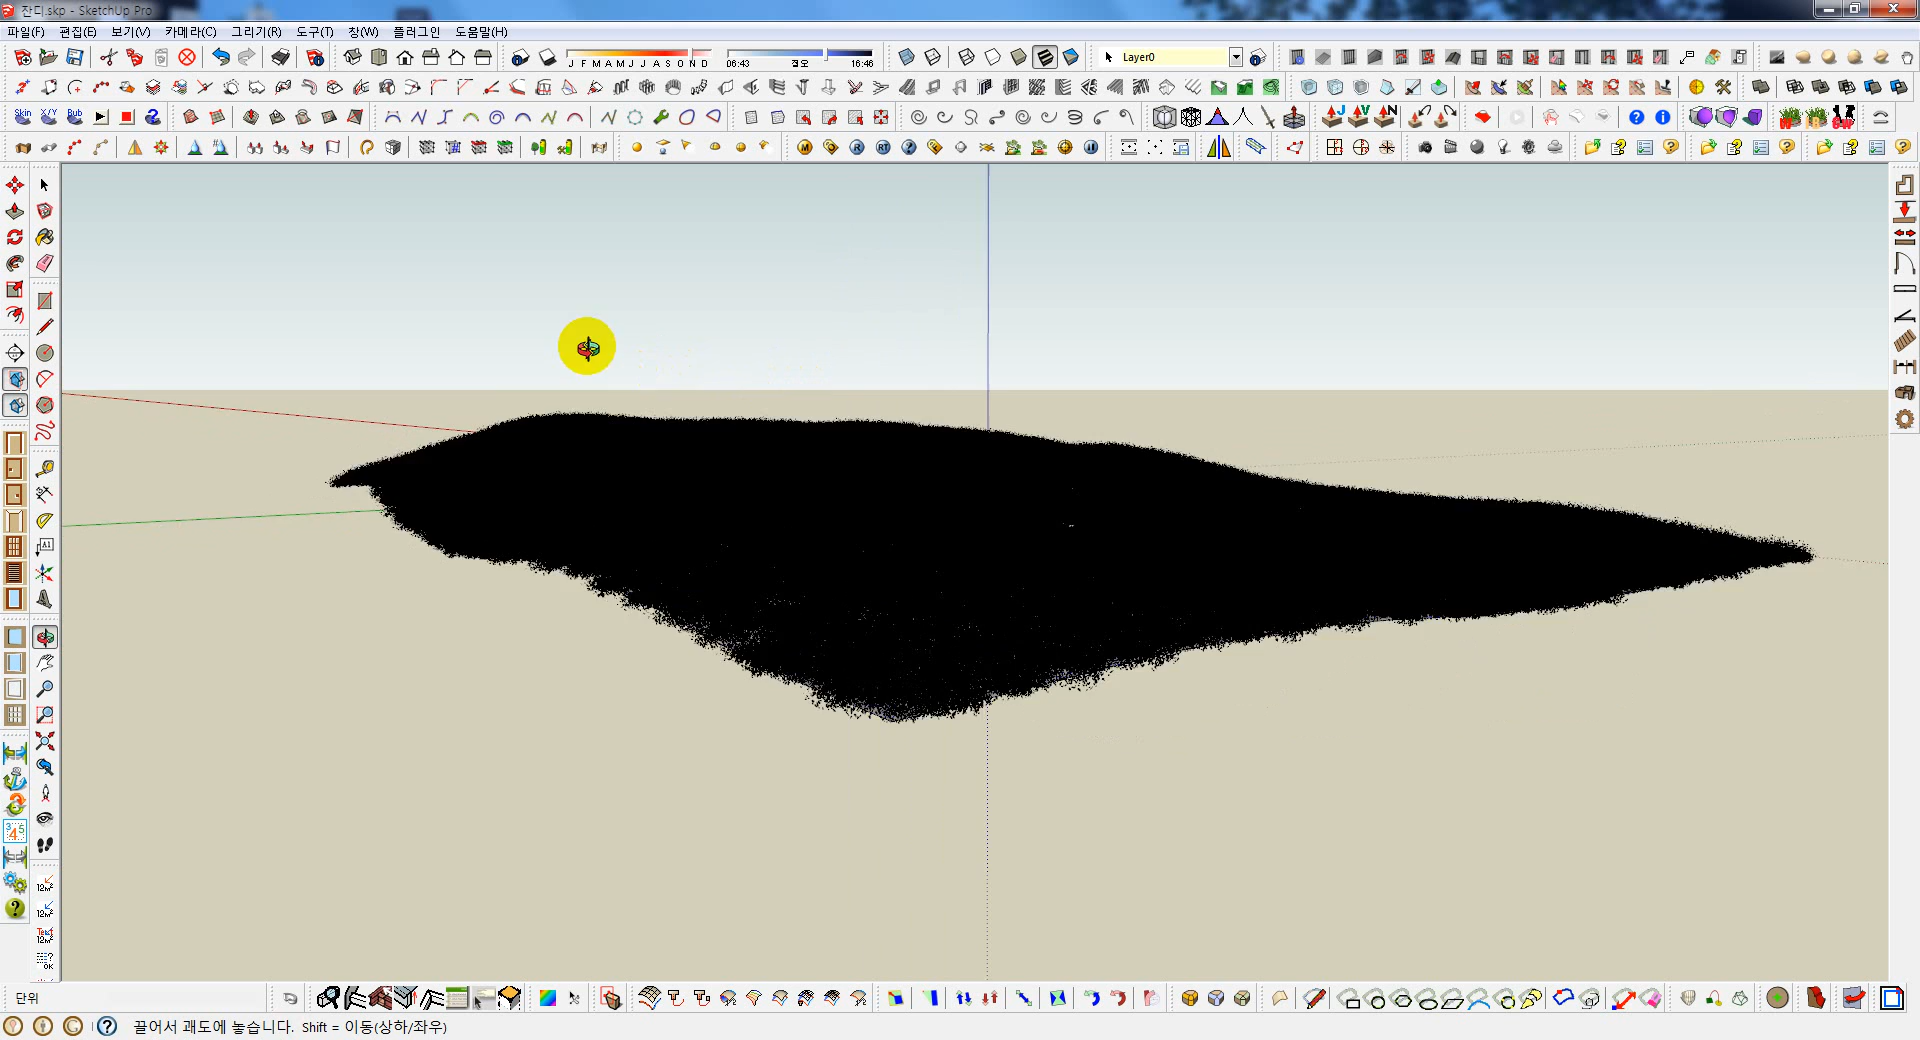 잔디.skp - SketchUp Pro
파일(F) 편집(E) 보기(V) 카메라(C) 그리기(R) 도구(T) 창(W) 플러그인 도움말(H)
J F M A M J J A S O N D 06:43 정오 16:46 Layer0
Skin X/Y Bub
단위
끌어서 궤도에 놓습니다. Shift = 이동(상하/좌우)